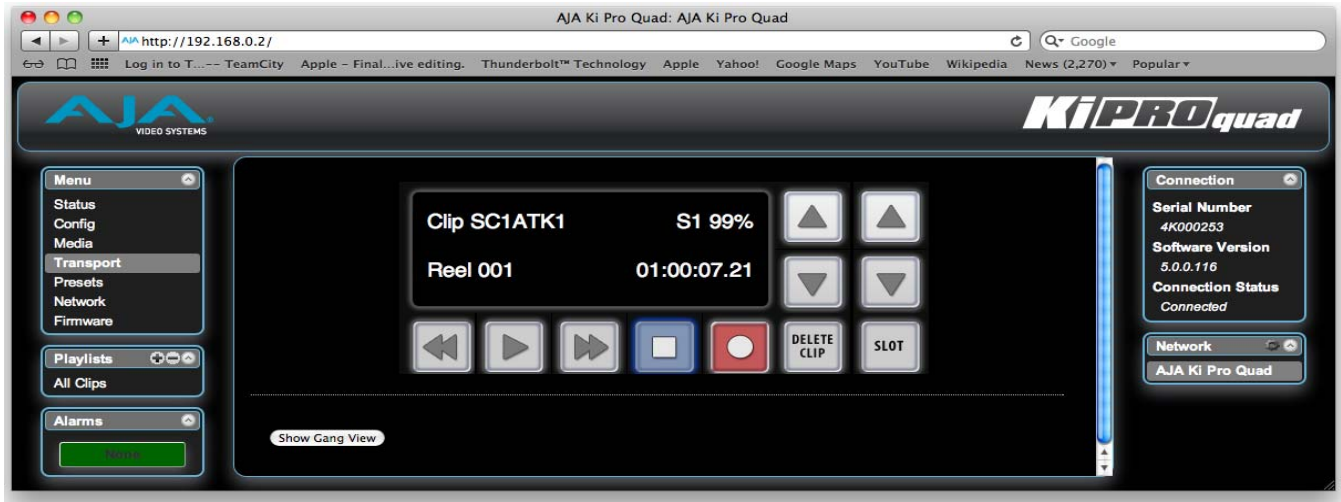 AJA Ki Pro Quad: AJA Ki Pro Quad
AJA http://192.168.0.2/
Google
Log in to T...-- TeamCity Apple – Final...ive editing. Thunderbolt™ Technology Apple Yahoo! Google Maps YouTube Wikipedia News (2,270) Popular
AJA
VIDEO SYSTEMS
Ki PRO quad
Menu
Status
Config
Media
Transport
Presets
Network
Firmware
Playlists
All Clips
Alarms
None
Clip SC1ATK1 S1 99%
Reel 001 01:00:07.21
DELETE
CLIP
SLOT
Show Gang View
Connection
Serial Number
4K000253
Software Version
5.0.0.116
Connection Status
Connected
Network
AJA Ki Pro Quad